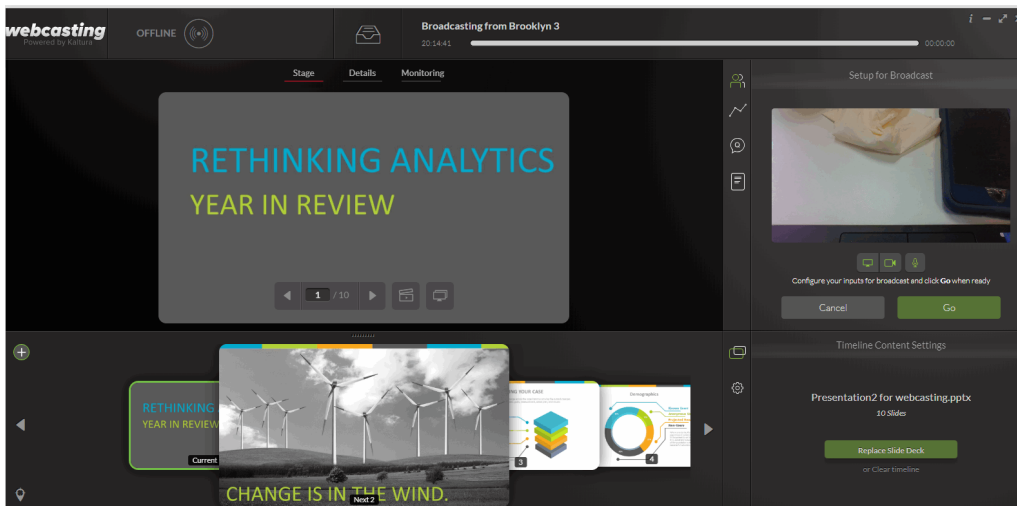 webcasting
Powered by Kaltura
OFFLINE
Broadcasting from Brooklyn 3
20:14:41
00:00:00
i
Stage
Details
Monitoring
RETHINKING ANALYTICS
YEAR IN REVIEW
1 / 10
Setup for Broadcast
Configure your inputs for broadcast and click Go when ready
Cancel
Go
RETHINKING
YEAR IN REVIEW
Current
CHANGE IS IN THE WIND.
Next 2
YOUR CASE
3
Demographics
4
Timeline Content Settings
Presentation2 for webcasting.pptx
10 Slides
Replace Slide Deck
or Clear timeline